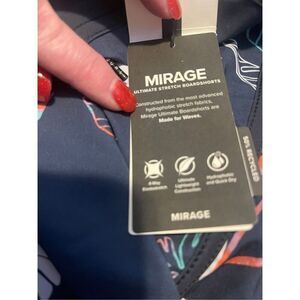 MIRAGE
ULTIMATE STRETCH BOARDSHORTS
Constructed from the most advanced
hydrophobic stretch fabrics,
Mirage Ultimate Boardshorts are
Made for Waves.
4-Way
Ultimate
Lightweight
Construction
Hydrophobic
and Quick Dry
50% RECYCLED
MIRAGE